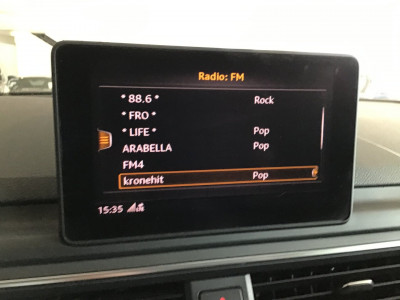 Radio: FM
* 88.6 * Rock
* FRO *
* LIFE * Pop
ARABELLA Pop
FM4
kronehit Pop
15:35